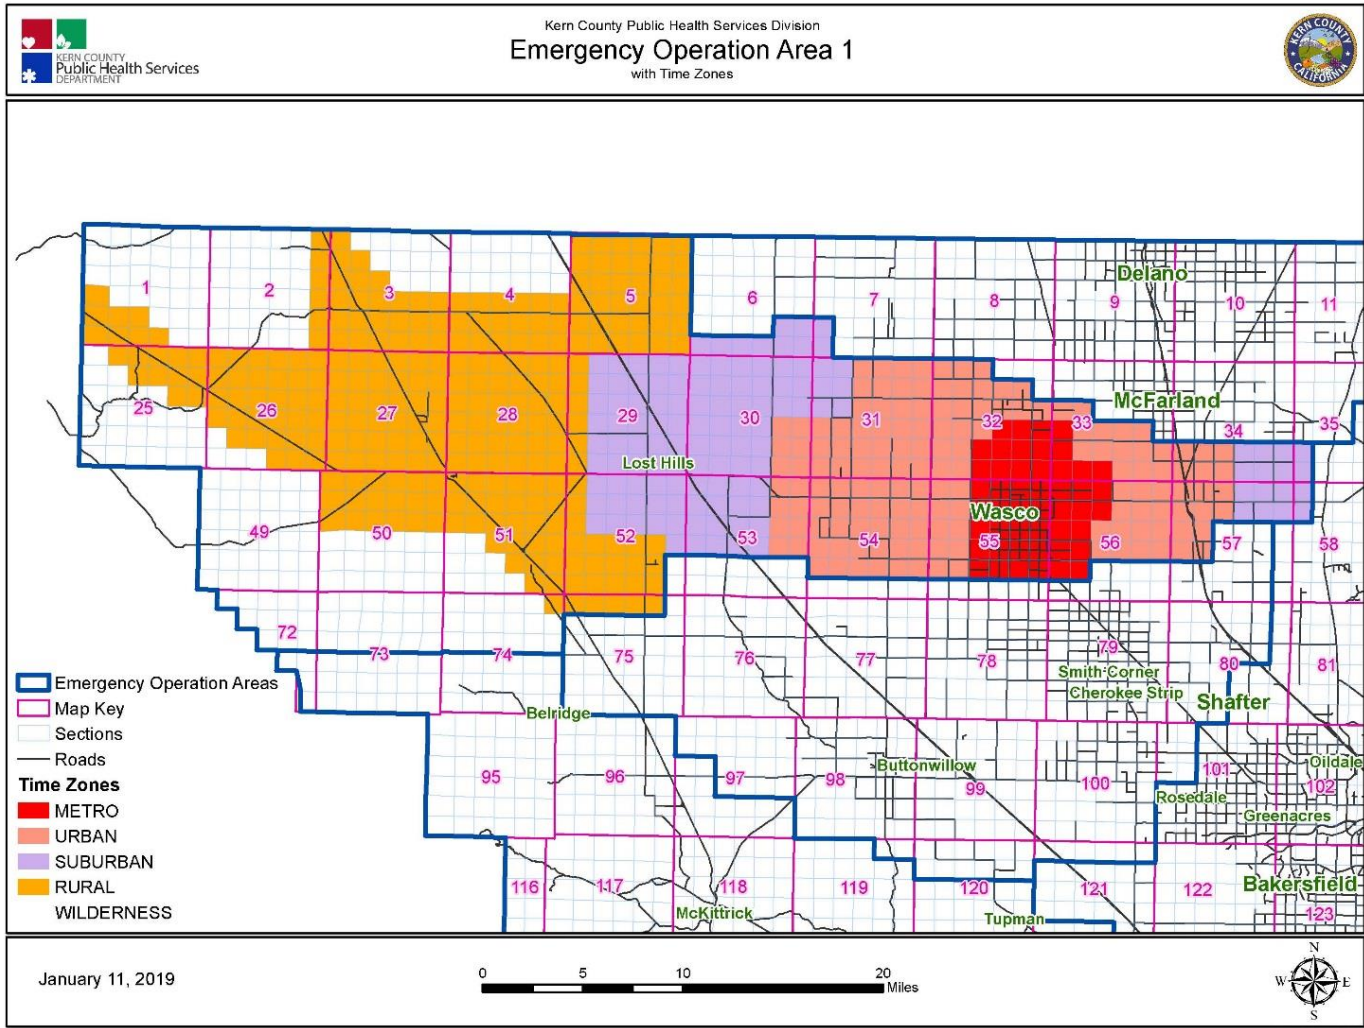 KERN COUNTY
Public Health Services
DEPARTMENT
Kern County Public Health Services Division
Emergency Operation Area 1
with Time Zones
KERN COUNTY
CALIFORNIA
Delano
1 2 3 4 5 6 7 8 9 10 11
McFarland
25 26 27 28 29 30 31 32 33 34 35
Lost Hills
Wasco
49 50 51 52 53 54 55 56 57 58
72 73 74 75 76 77 78 79 80 81
Smith Corner
Cherokee Strip
Shafter
Belridge
Buttonwillow
Oildale
95 96 97 98 99 100 101 102
Rosedale
Greenacres
Bakersfield
116 117 118 119 120 121 122
McKittrick
Tupman
123
Emergency Operation Areas
Map Key
Sections
Roads
Time Zones
METRO
URBAN
SUBURBAN
RURAL
WILDERNESS
January 11, 2019
0 5 10 20
Miles
N
W E
S